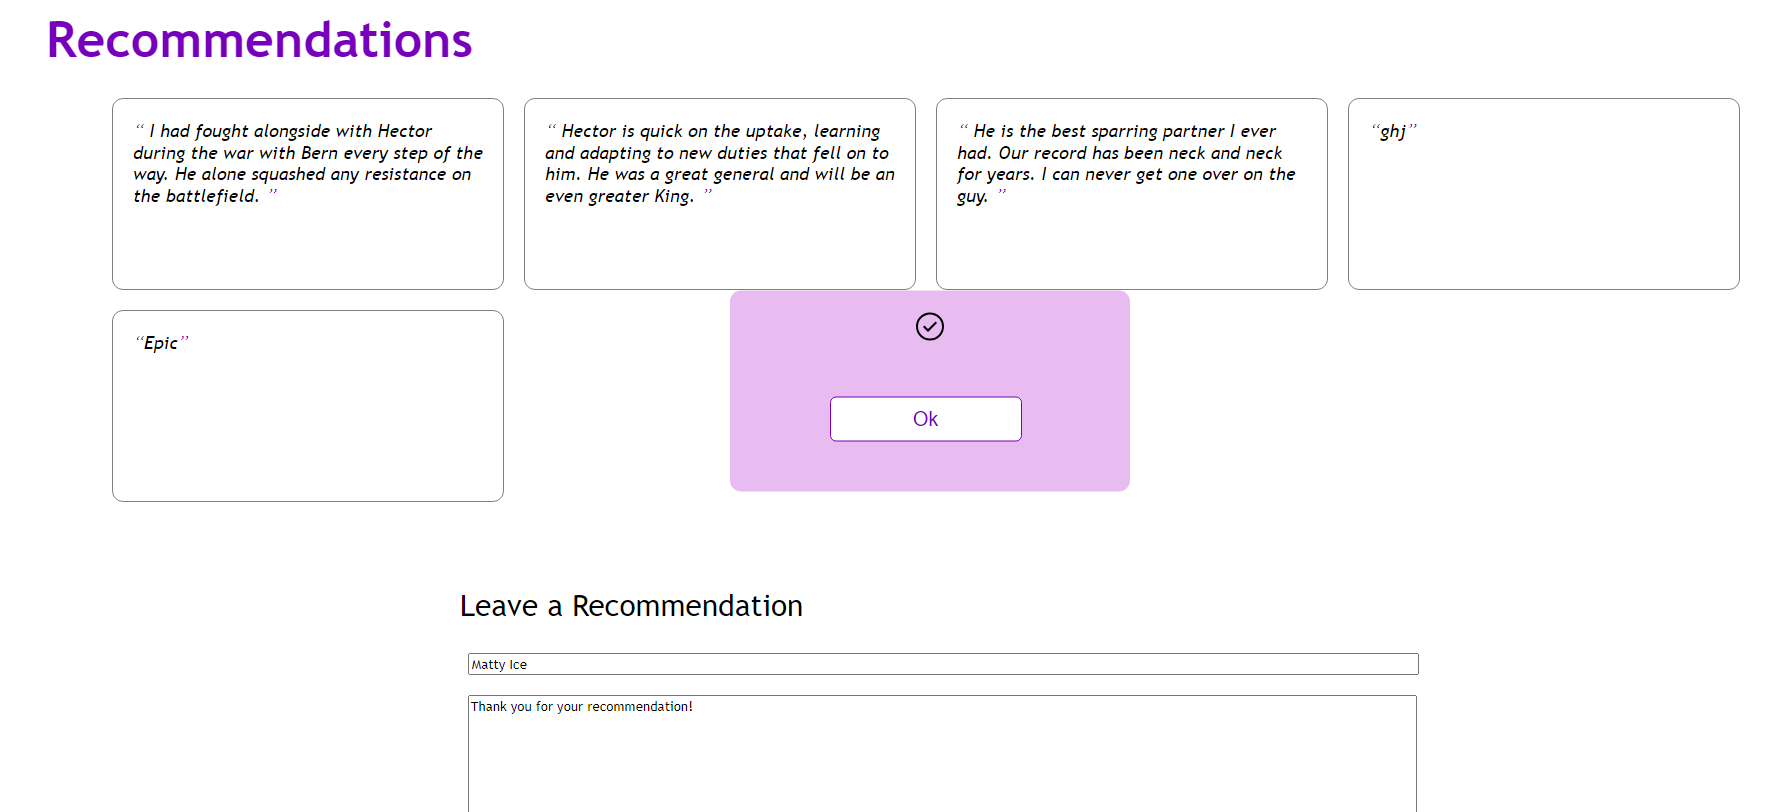 Recommendations
“ I had fought alongside with Hector
during the war with Bern every step of the
way. He alone squashed any resistance on
the battlefield. ”
“ Hector is quick on the uptake, learning
and adapting to new duties that fell on to
him. He was a great general and will be an
even greater King. ”
“ He is the best sparring partner I ever
had. Our record has been neck and neck
for years. I can never get one over on the
guy. ”
“ghj”
“Epic”
Ok
Leave a Recommendation
Matty Ice
Thank you for your recommendation!